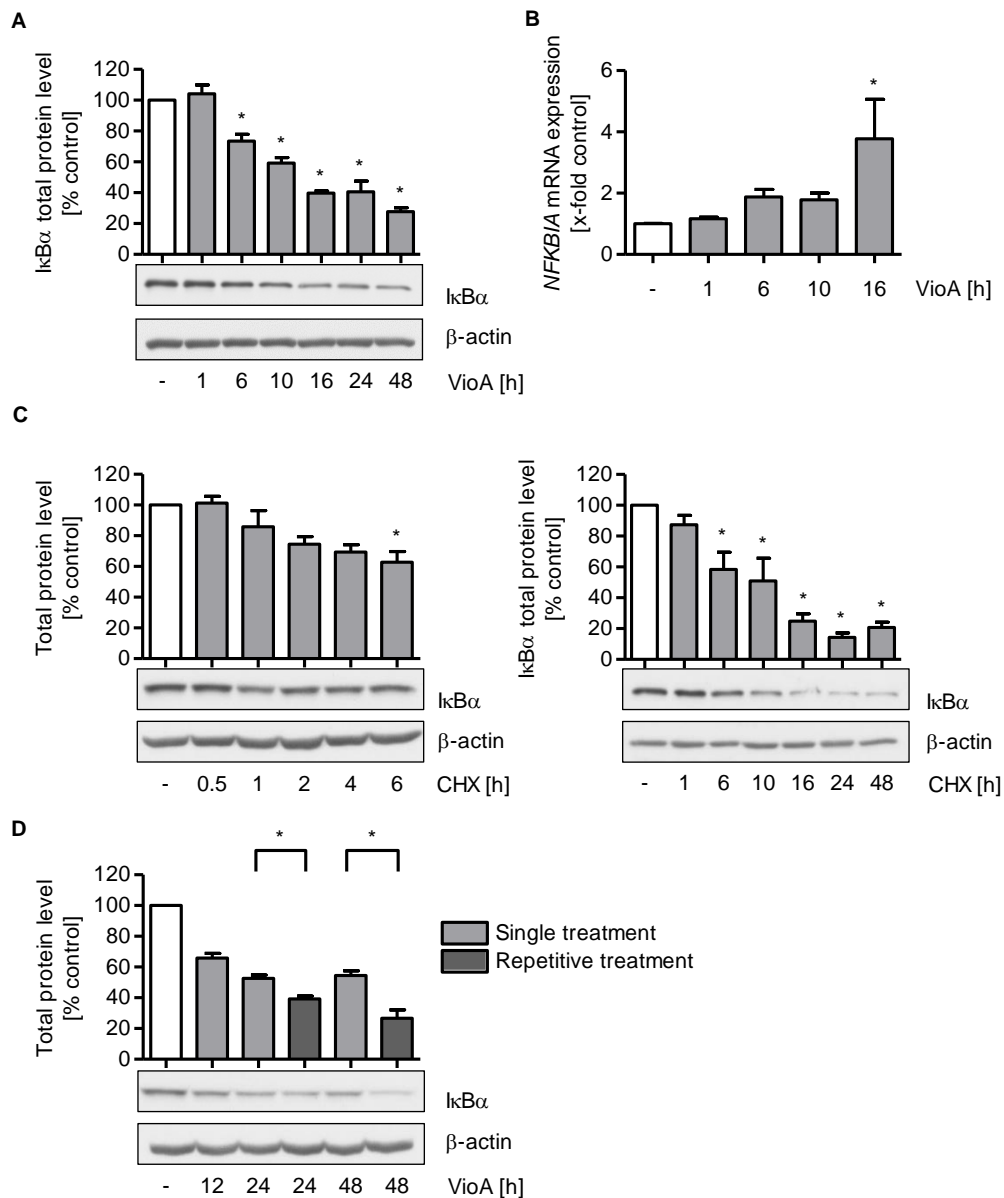 A
IκBα total protein level
[% control]
120
100
80
60
40
20
0
* * * * *
IκBα
β-actin
- 1 6 10 16 24 48 VioA [h]
B
NFKBIA mRNA expression
[x-fold control]
6
4
2
0
*
- 1 6 10 16 VioA [h]
C
Total protein level
[% control]
120
100
80
60
40
20
0
*
IκBα
β-actin
- 0.5 1 2 4 6 CHX [h]
IκBα total protein level
[% control]
120
100
80
60
40
20
0
* * * * *
IκBα
β-actin
- 1 6 10 16 24 48 CHX [h]
D
Total protein level
[% control]
120
100
80
60
40
20
0
* *
Single treatment
Repetitive treatment
IκBα
β-actin
- 12 24 24 48 48 VioA [h]